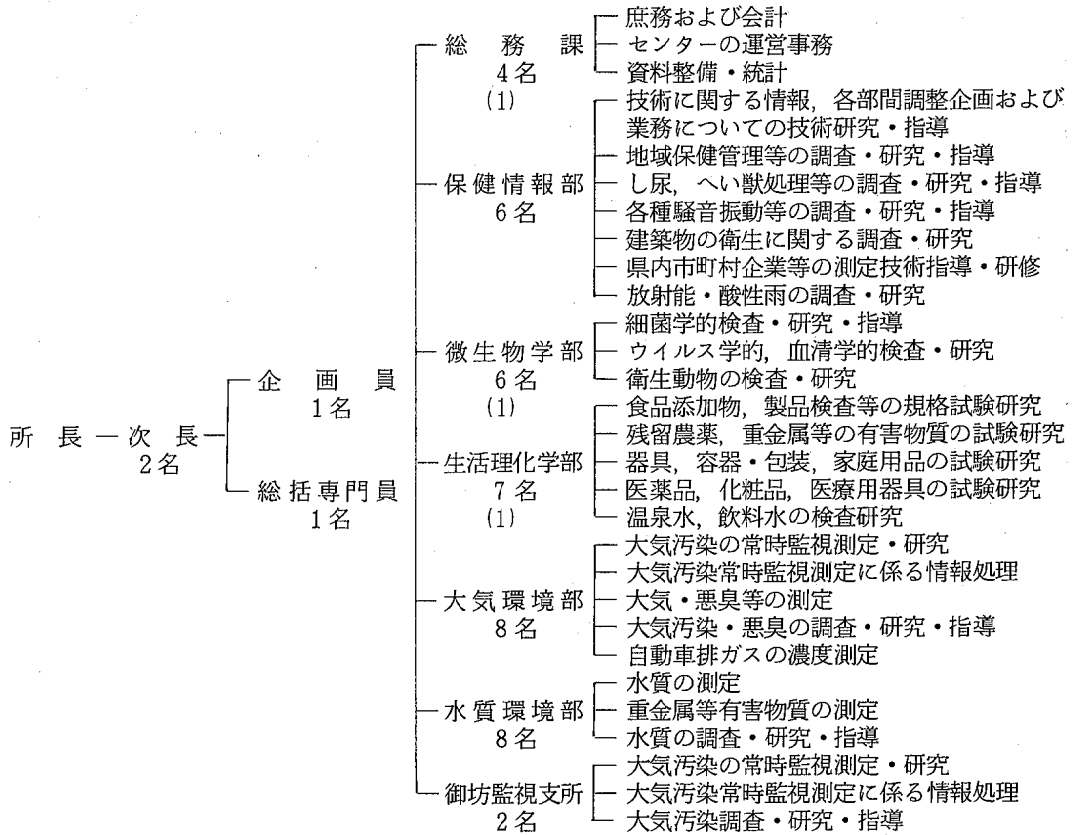 所長
次長
2名
企画員
1名
総括専門員
1名
総務課
4名
(1)
庶務および会計
センターの運営事務
資料整備・統計
保健情報部
6名
技術に関する情報，各部間調整企画および
業務についての技術研究・指導
地域保健管理等の調査・研究・指導
し尿，へい獣処理等の調査・研究・指導
各種騒音振動等の調査・研究・指導
建築物の衛生に関する調査・研究
県内市町村企業等の測定技術指導・研修
放射能・酸性雨の調査・研究
微生物学部
6名
(1)
細菌学的検査・研究・指導
ウイルス学的，血清学的検査・研究
衛生動物の検査・研究
生活理化学部
7名
(1)
食品添加物，製品検査等の規格試験研究
残留農薬，重金属等の有害物質の試験研究
器具，容器・包装，家庭用品の試験研究
医薬品，化粧品，医療用器具の試験研究
温泉水，飲料水の検査研究
大気環境部
8名
大気汚染の常時監視測定・研究
大気汚染常時監視測定に係る情報処理
大気・悪臭等の測定
大気汚染・悪臭の調査・研究・指導
自動車排ガスの濃度測定
水質環境部
8名
水質の測定
重金属等有害物質の測定
水質の調査・研究・指導
御坊監視支所
2名
大気汚染の常時監視測定・研究
大気汚染常時監視測定に係る情報処理
大気汚染調査・研究・指導